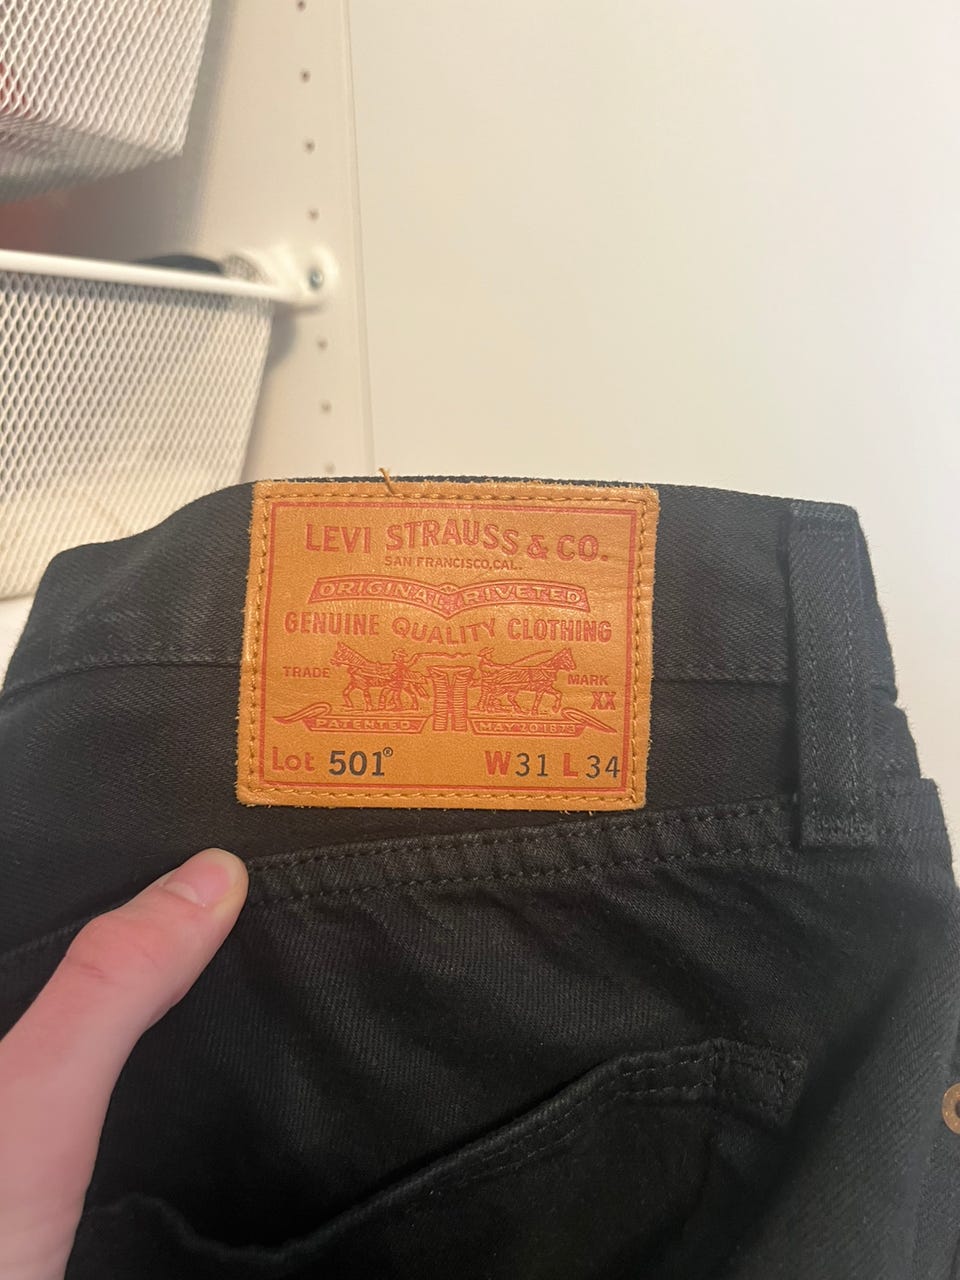 LEVI STRAUSS & CO.
SAN FRANCISCO, CAL.
ORIGINAL RIVETED
GENUINE QUALITY CLOTHING
TRADE MARK
XX
PATENTED MAY 20 1873
Lot 501® W31 L34